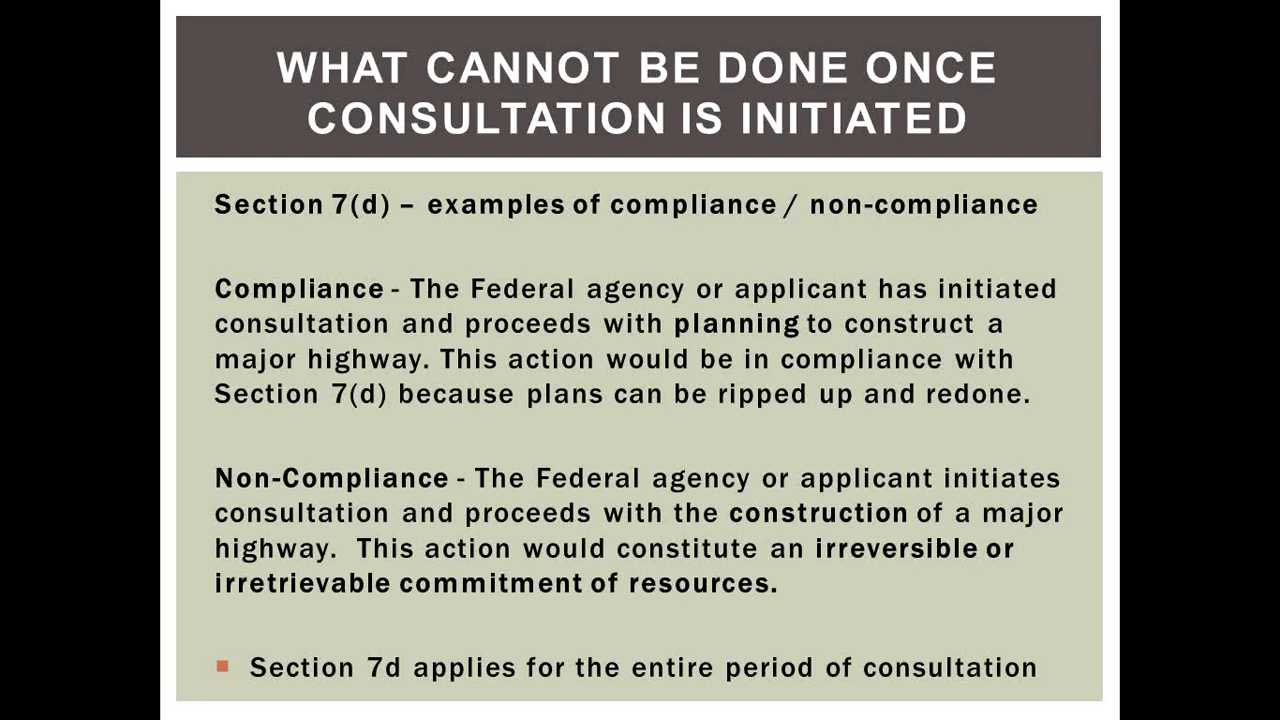 WHAT CANNOT BE DONE ONCE
CONSULTATION IS INITIATED
Section 7(d) – examples of compliance / non-compliance
Compliance - The Federal agency or applicant has initiated
consultation and proceeds with planning to construct a
major highway. This action would be in compliance with
Section 7(d) because plans can be ripped up and redone.
Non-Compliance - The Federal agency or applicant initiates
consultation and proceeds with the construction of a major
highway.  This action would constitute an irreversible or
irretrievable commitment of resources.
■ Section 7d applies for the entire period of consultation